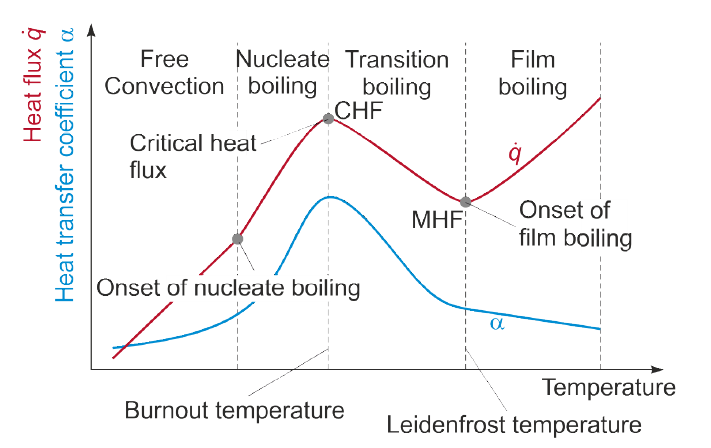 Heat flux q̇
Heat transfer coefficient α
Free
Convection
Nucleate
boiling
Transition
boiling
Film
boiling
CHF
Critical heat
flux
q̇
MHF
Onset of
film boiling
Onset of nucleate boiling
α
Temperature
Burnout temperature
Leidenfrost temperature